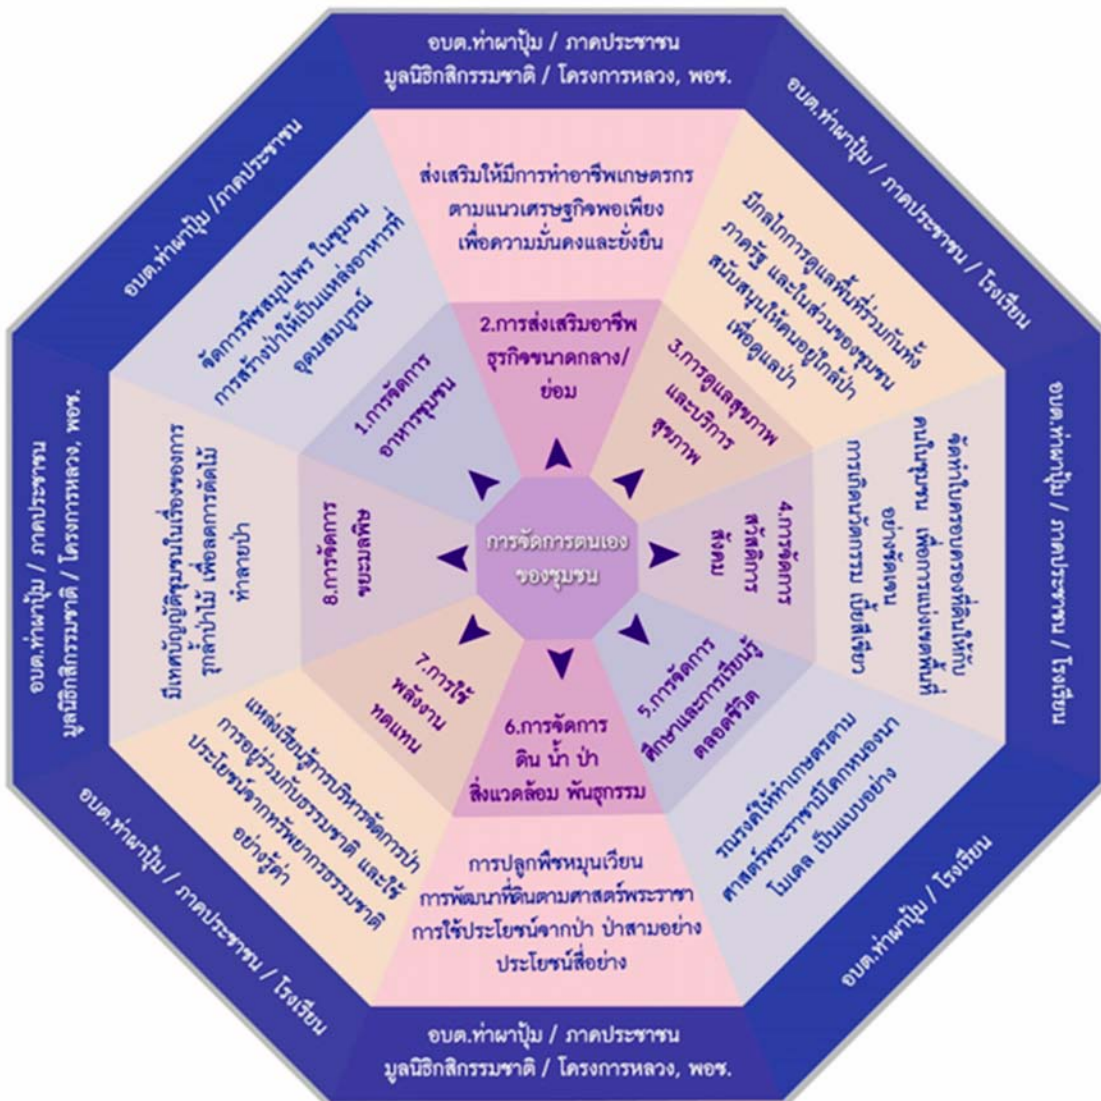 การจัดการตนเอง
ของชุมชน
1.การจัดการ
อาหารชุมชน
จัดการพืชสมุนไพร ในชุมชน
การสร้างป่าให้เป็นแหล่งอาหารที่
อุดมสมบูรณ์
อบต.ท่าผาปุ้ม /ภาคประชาชน
2.การส่งเสริมอาชีพ
ธุรกิจขนาดกลาง/
ย่อม
ส่งเสริมให้มีการทำอาชีพเกษตรกร
ตามแนวเศรษฐกิจพอเพียง
เพื่อความมั่นคงและยั่งยืน
อบต.ท่าผาปุ้ม / ภาคประชาชน
มูลนิธิกสิกรรมชาติ / โครงการหลวง, พอช.
3.การดูแลสุขภาพ
และบริการ
สุขภาพ
มีกลไกการดูแลพื้นที่ร่วมกันทั้ง
ภาครัฐ และในส่วนของชุมชน
สนับสนุนให้คนอยู่ใกล้ป่า
เพื่อดูแลป่า
อบต.ท่าผาปุ้ม / ภาคประชาชน / โรงเรียน
4.การจัดการ
สวัสดิการ
สังคม
จัดทำใบครอบครองที่ดินให้กับ
คนในชุมชน เพื่อการแบ่งเขตพื้นที่
อย่างชัดเจน
การเกิดนวัตกรรม เบี้ยสีเขียว
อบต.ท่าผาปุ้ม / ภาคประชาชน / โรงเรียน
5.การจัดการ
ศึกษาและการเรียนรู้
ตลอดชีวิต
รณรงค์ให้ทำเกษตรตาม
ศาสตร์พระราชามีโคกหนองนา
โมเดล เป็นแบบอย่าง
อบต.ท่าผาปุ้ม / โรงเรียน
6.การจัดการ
ดิน น้ำ ป่า
สิ่งแวดล้อม พันธุกรรม
การปลูกพืชหมุนเวียน
การพัฒนาที่ดินตามศาสตร์พระราชา
การใช้ประโยชน์จากป่า ป่าสามอย่าง
ประโยชน์สี่อย่าง
อบต.ท่าผาปุ้ม / ภาคประชาชน
มูลนิธิกสิกรรมชาติ / โครงการหลวง, พอช.
7.การใช้
พลังงาน
ทดแทน
แหล่งเรียนรู้การบริหารจัดการป่า
การอยู่ร่วมกับธรรมชาติ และใช้
ประโยชน์จากทรัพยากรธรรมชาติ
อย่างรู้ค่า
อบต.ท่าผาปุ้ม / ภาคประชาชน / โรงเรียน
8.การจัดการ
ขยะมลพิษ
มีเทศบัญญัติชุมชนในเรื่องของการ
รุกล้ำป่าไม้ เพื่อลดการตัดไม้
ทำลายป่า
อบต.ท่าผาปุ้ม / ภาคประชาชน
มูลนิธิกสิกรรมชาติ / โครงการหลวง, พอช.